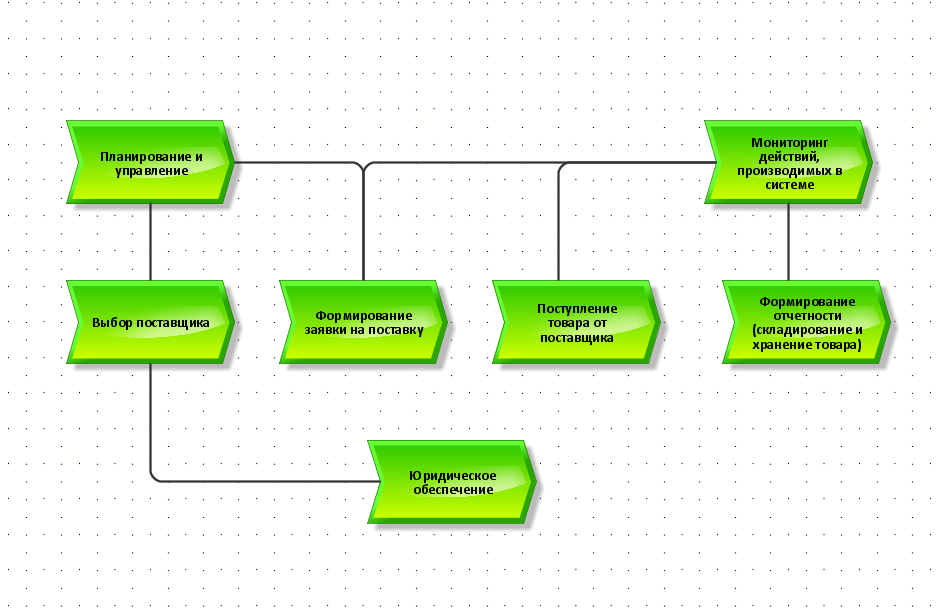 Планирование и
управление
Мониторинг
действий,
производимых в
системе
Выбор поставщика
Формирование
заявки на поставку
Поступление
товара от
поставщика
Формирование
отчетности
(складирование и
хранение товара)
Юридическое
обеспечение